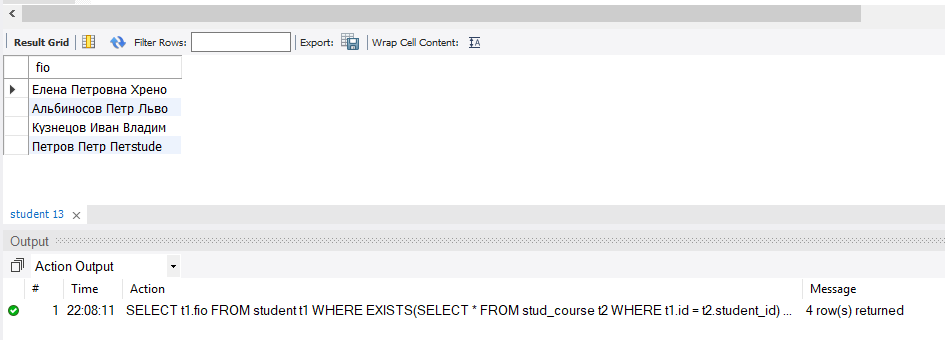 Result Grid Filter Rows: Export: Wrap Cell Content:
fio
Елена Петровна Хрено
Альбиносов Петр Льво
Кузнецов Иван Владим
Петров Петр Петstude
student 13
Output
Action Output
# Time Action Message
1 22:08:11 SELECT t1.fio FROM student t1 WHERE EXISTS(SELECT * FROM stud_course t2 WHERE t1.id = t2.student_id) ... 4 row(s) returned